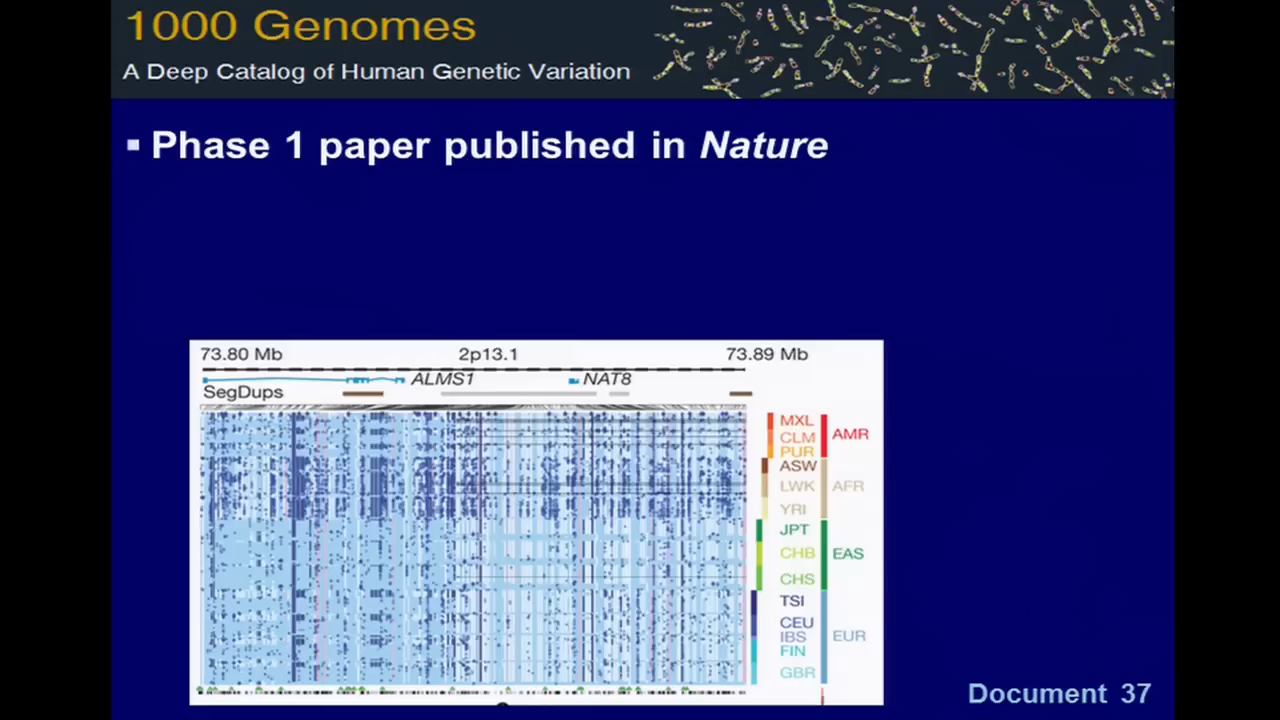 1000 Genomes
A Deep Catalog of Human Genetic Variation
▪ Phase 1 paper published in Nature
73.80 Mb 2p13.1 73.89 Mb
ALMS1 NAT8
SegDups
MXL
CLM
PUR
AMR
ASW
LWK
YRI
AFR
JPT
CHB
CHS
EAS
TSI
CEU
IBS
FIN
GBR
EUR
Document 37